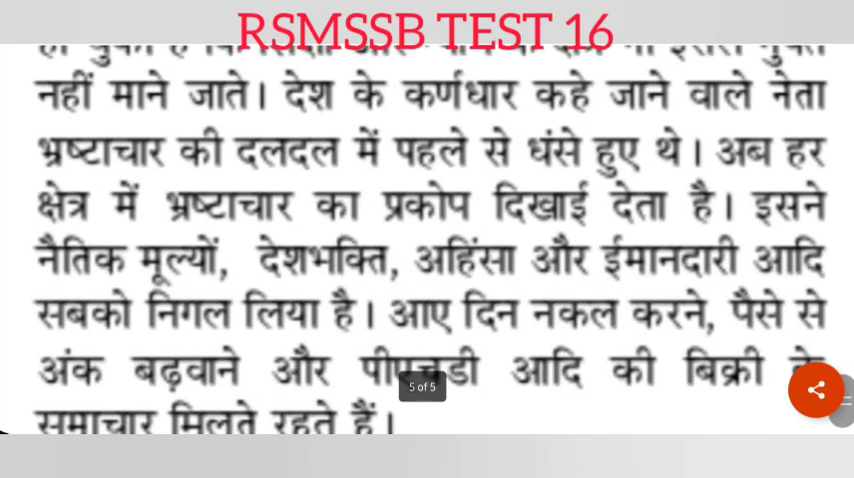 RSMSSB TEST 16
नहीं माने जाते। देश के कर्णधार कहे जाने वाले नेता
भ्रष्टाचार की दलदल में पहले से धंसे हुए थे। अब हर
क्षेत्र में भ्रष्टाचार का प्रकोप दिखाई देता है। इसने
नैतिक मूल्यों, देशभक्ति, अहिंसा और ईमानदारी आदि
सबको निगल लिया है। आए दिन नकल करने, पैसे से
अंक बढ़वाने और पीएचडी आदि की बिक्री के
5 of 5
समाचार मिलते रहते हैं।